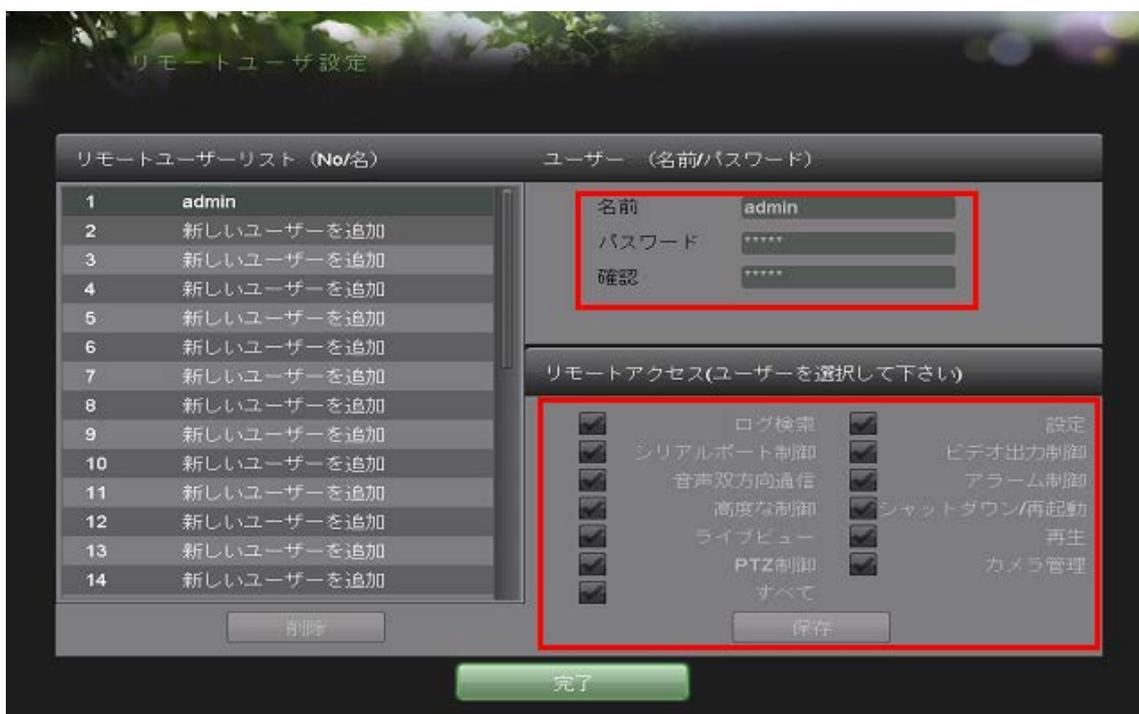 リモートユーザ設定
リモートユーザーリスト（No/名）
1 admin
2 新しいユーザーを追加
3 新しいユーザーを追加
4 新しいユーザーを追加
5 新しいユーザーを追加
6 新しいユーザーを追加
7 新しいユーザーを追加
8 新しいユーザーを追加
9 新しいユーザーを追加
10 新しいユーザーを追加
11 新しいユーザーを追加
12 新しいユーザーを追加
13 新しいユーザーを追加
14 新しいユーザーを追加
削除
ユーザー （名前/パスワード）
名前 admin
パスワード *****
確認 *****
リモートアクセス(ユーザーを選択して下さい)
ログ検索 設定
シリアルポート制御 ビデオ出力制御
音声双方向通信 アラーム制御
高度な制御 シャットダウン/再起動
ライブビュー 再生
PTZ制御 カメラ管理
すべて
保存
完了